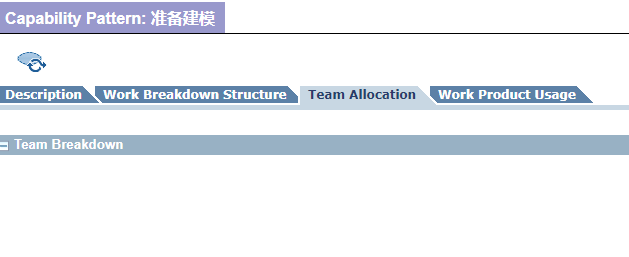 Capability Pattern: 准备建模
Description Work Breakdown Structure Team Allocation Work Product Usage
Team Breakdown